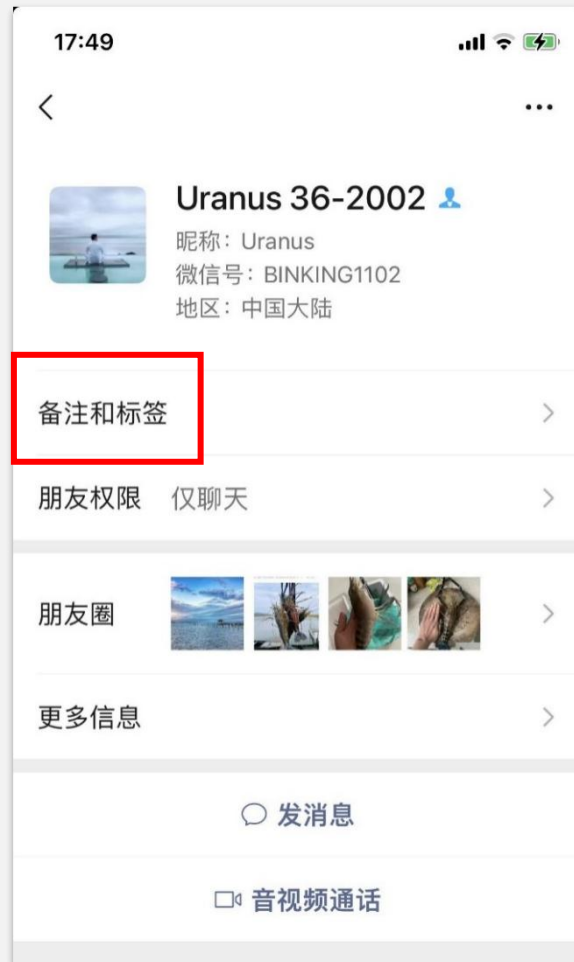 17:49
Uranus 36-2002
昵称：Uranus
微信号：BINKING1102
地区：中国大陆
备注和标签
朋友权限 仅聊天
朋友圈
更多信息
发消息
音视频通话